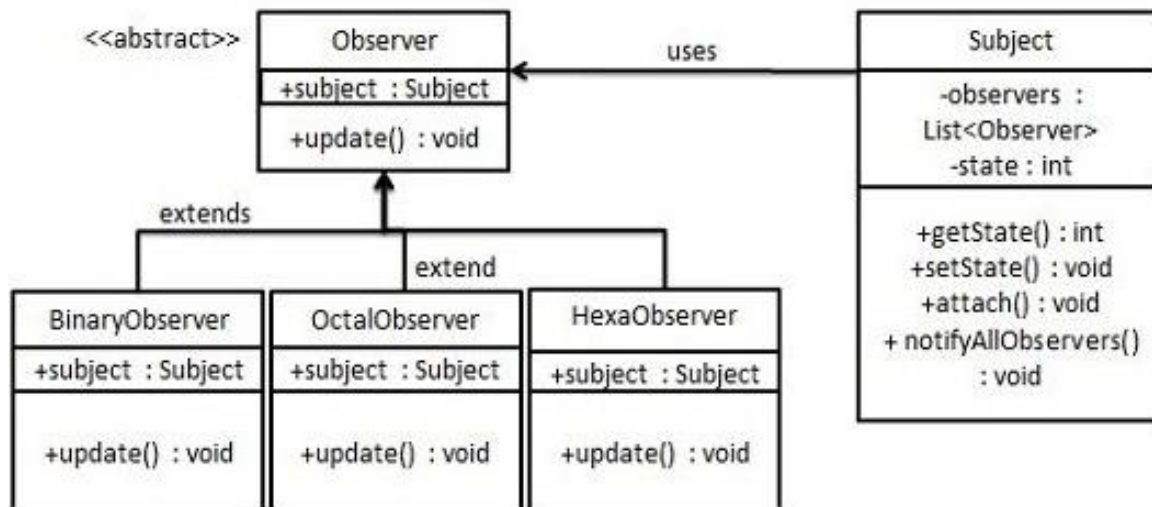 <<abstract>>
Observer
+subject : Subject
+update() : void
uses
Subject
-observers :
List<Observer>
-state : int
+getState() : int
+setState() : void
+attach() : void
+ notifyAllObservers()
: void
extends
extend
BinaryObserver
+subject : Subject
+update() : void
OctalObserver
+subject : Subject
+update() : void
HexaObserver
+subject : Subject
+update() : void